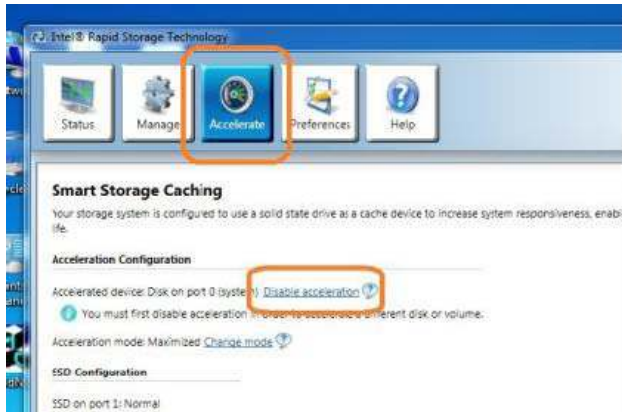 Intel® Rapid Storage Technology
Status
Manage
Accelerate
Preferences
Help
Smart Storage Caching
Your storage system is configured to use a solid state drive as a cache device to increase system responsiveness, enabl
life.
Acceleration Configuration
Accelerated device: Disk on port 0 (system) Disable acceleration ?
You must first disable acceleration in order to accelerate a different disk or volume.
Acceleration mode: Maximized Change mode ?
SSD Configuration
SSD on port 1: Normal